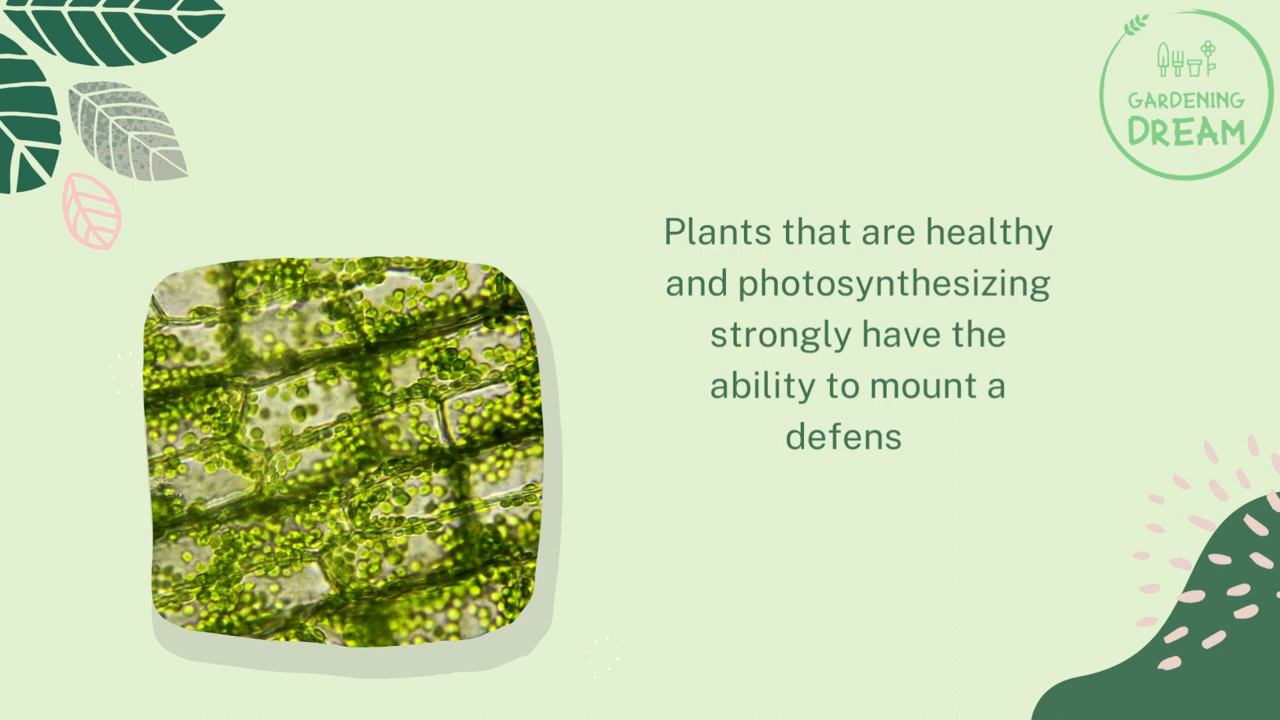 GARDENING
DREAM
Plants that are healthy
and photosynthesizing
strongly have the
ability to mount a
defens